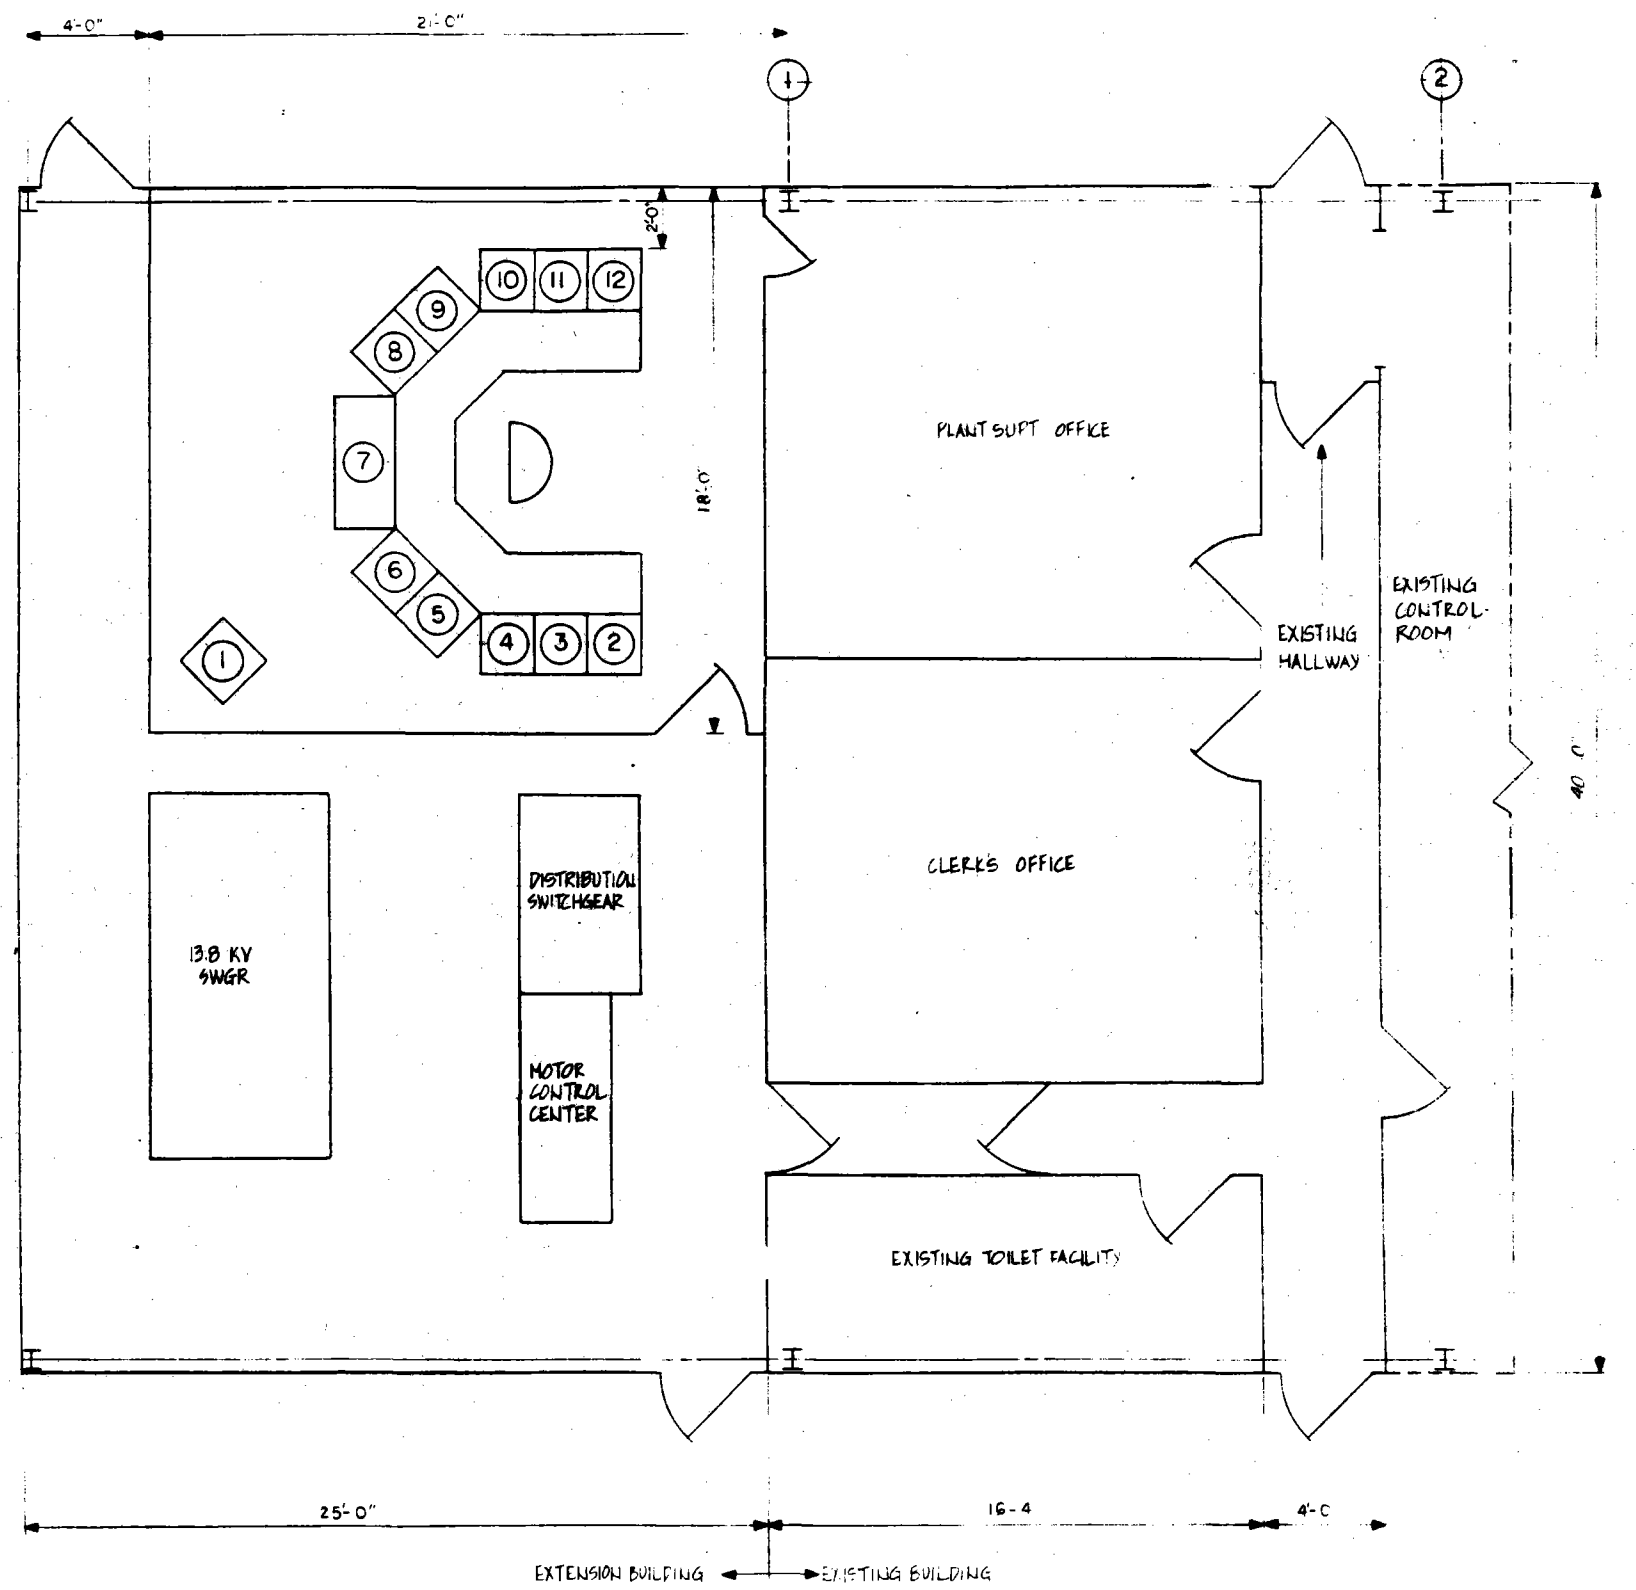 4'-0"
21'-0"
1
2
2'-0"
10
11
12
9
8
7
6
5
4
3
2
1
18'-0"
PLANT SUPT OFFICE
EXISTING
CONTROL
ROOM
EXISTING
HALLWAY
40'-0"
CLERK'S OFFICE
DISTRIBUTION
SWITCHGEAR
13.8 KV
SWGR
MOTOR
CONTROL
CENTER
EXISTING TOILET FACILITY
25'-0"
16-4
4'-0
EXTENSION BUILDING
EXISTING BUILDING